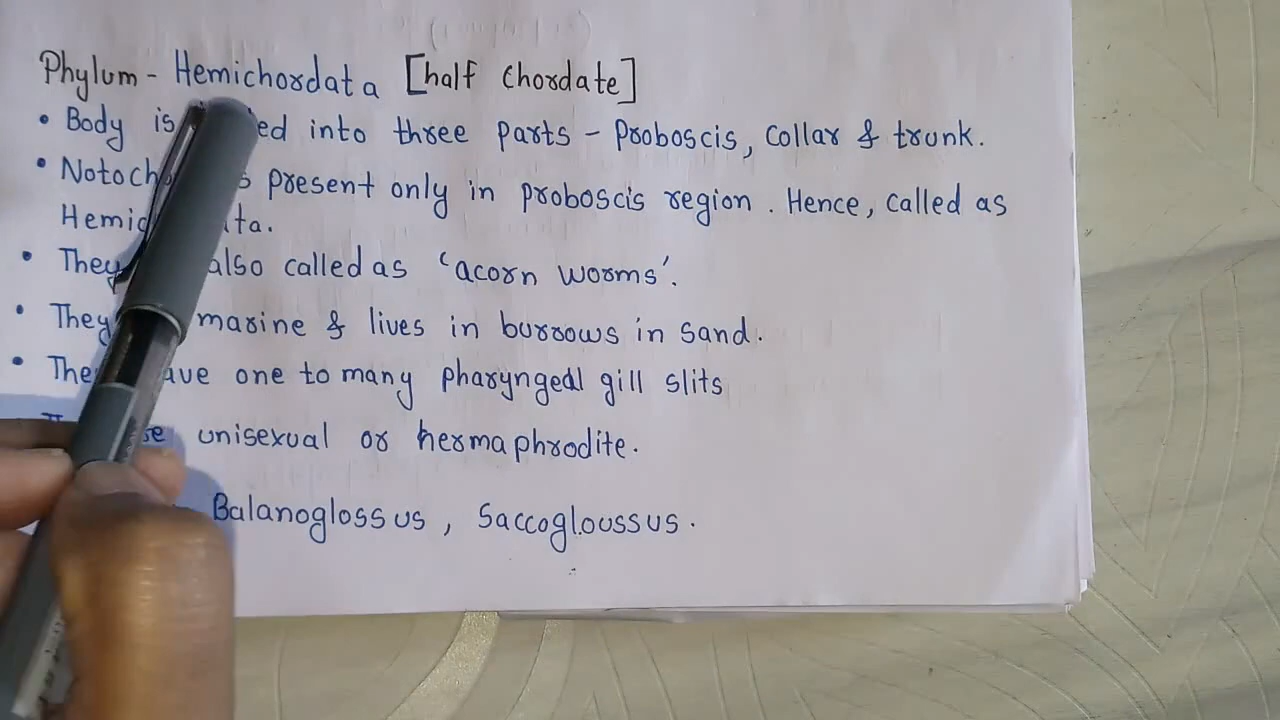 Phylum - Hemichordata [half Chordate]
• Body is ed into three parts - Proboscis, Collar & trunk.
• Notoch s present only in proboscis region. Hence, called as
Hemic ata.
• They also called as 'acorn worms'.
• They marine & lives in burrows in sand.
• The ave one to many pharyngeal gill slits
unisexual or hermaphrodite.
Balanoglossus, Saccogloussus.